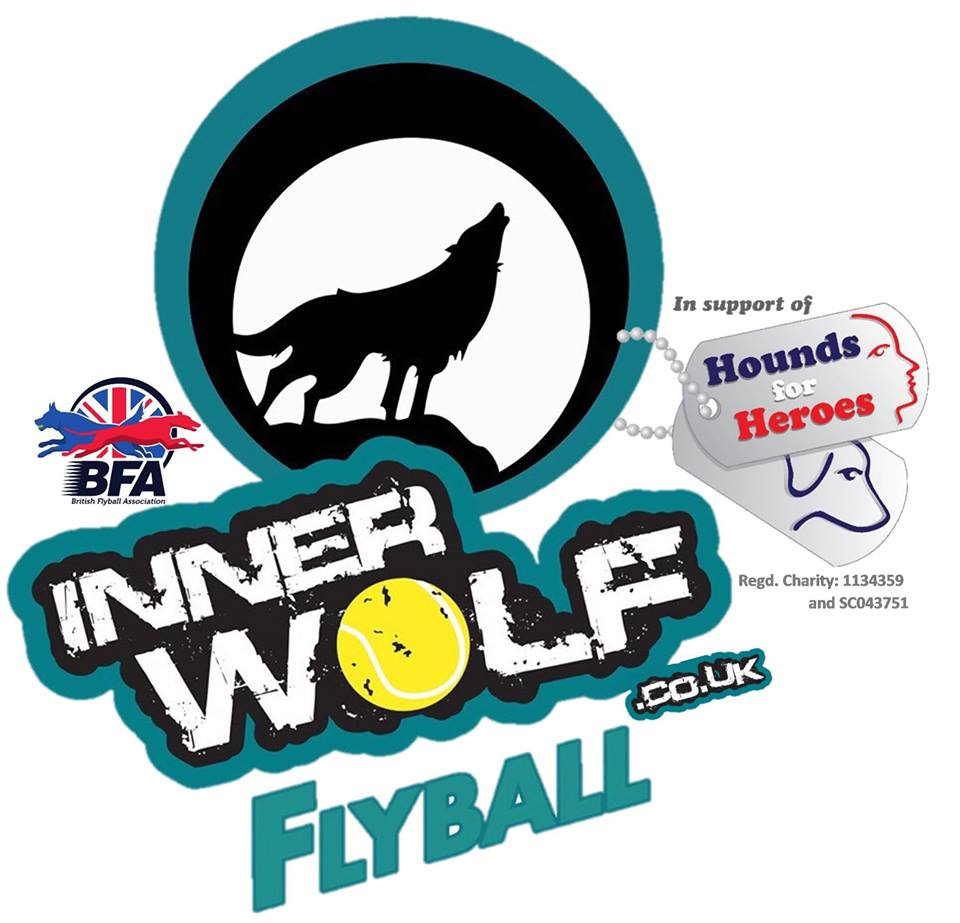 In support of
Hounds
for
Heroes
BFA
British Flyball Association
Regd. Charity: 1134359
and SC043751
INNER
WOLF
.CO.UK
FLYBALL